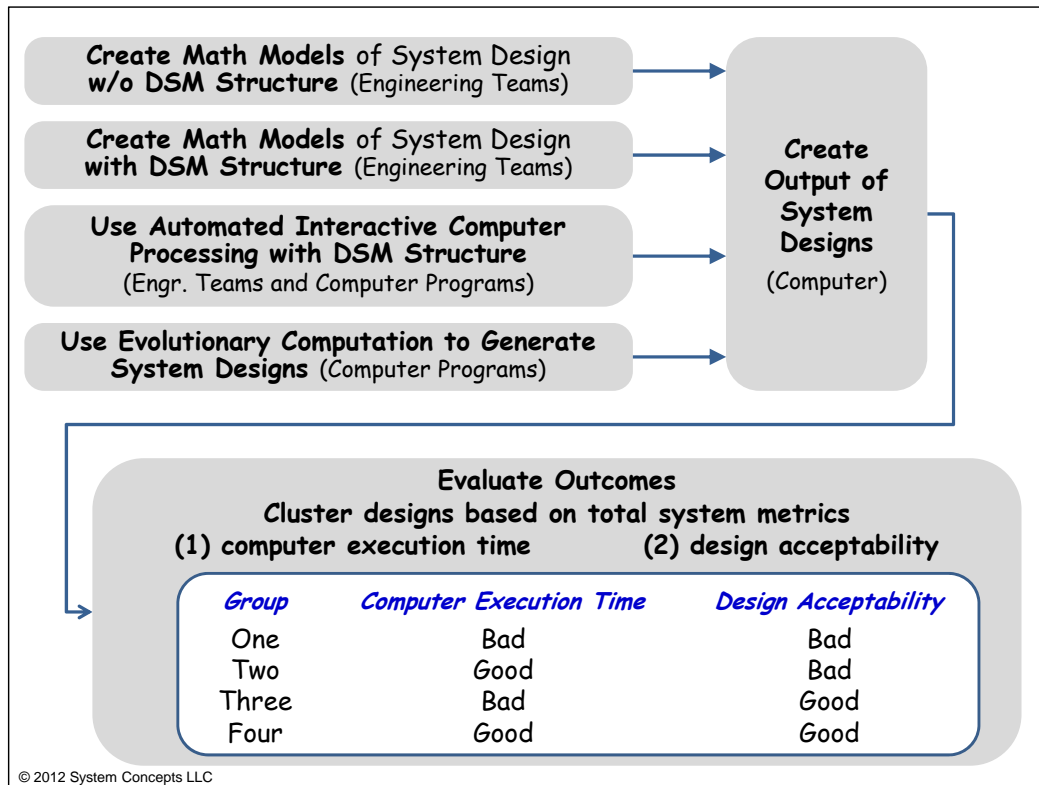 Create Math Models of System Design
w/o DSM Structure (Engineering Teams)
Create Math Models of System Design
with DSM Structure (Engineering Teams)
Use Automated Interactive Computer
Processing with DSM Structure
(Engr. Teams and Computer Programs)
Use Evolutionary Computation to Generate
System Designs (Computer Programs)
Create
Output of
System
Designs
(Computer)
Evaluate Outcomes
Cluster designs based on total system metrics
(1) computer execution time (2) design acceptability
Group Computer Execution Time Design Acceptability
One Bad Bad
Two Good Bad
Three Bad Good
Four Good Good
© 2012 System Concepts LLC